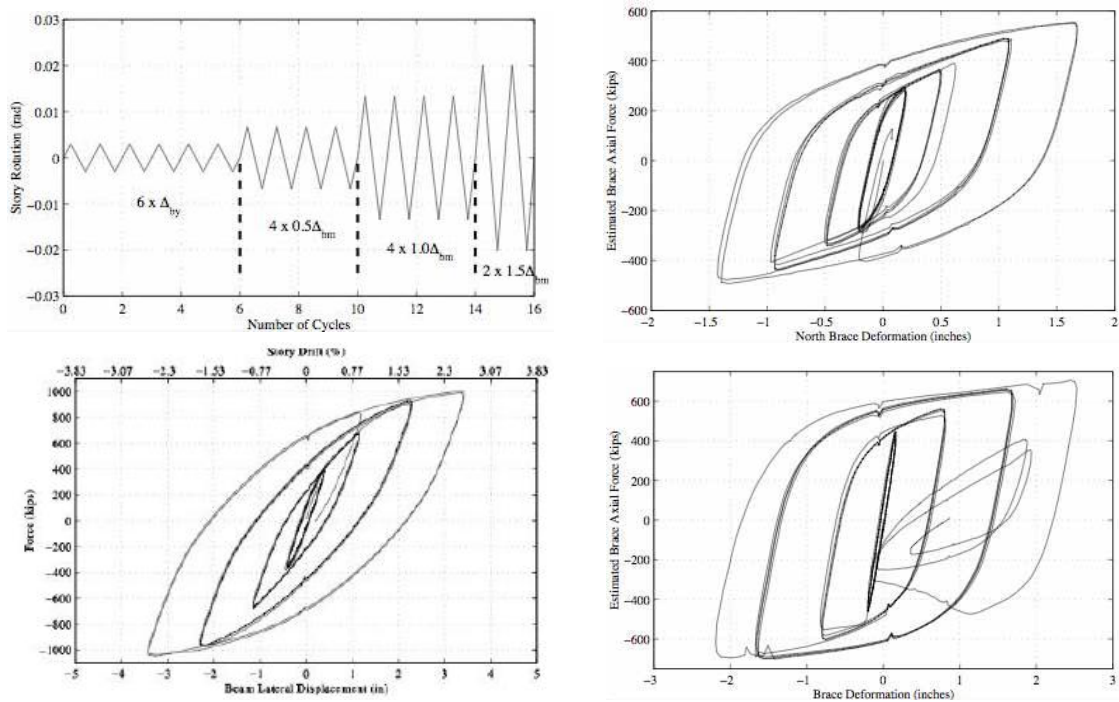 0.03
0.02
0.01
0
−0.01
−0.02
−0.03
Story Rotation (rad)
6 x Δby
4 x 0.5Δbm
4 x 1.0Δbm
2 x 1.5Δbm
0 2 4 6 8 10 12 14 16
Number of Cycles
600
400
200
0
−200
−400
−600
Estimated Brace Axial Force (kips)
−2 −1.5 −1 −0.5 0 0.5 1 1.5 2
North Brace Deformation (inches)
Story Drift (%)
−3.83 −3.07 −2.3 −1.53 −0.77 0 0.77 1.53 2.3 3.07 3.83
1000
800
600
400
200
0
−200
−400
−600
−800
−1000
Force (kips)
−5 −4 −3 −2 −1 0 1 2 3 4 5
Beam Lateral Displacement (in)
600
400
200
0
−200
−400
−600
Estimated Brace Axial Force (kips)
−3 −2 −1 0 1 2 3
Brace Deformation (inches)